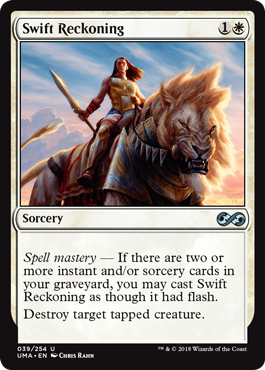 Swift Reckoning 1
Sorcery
Spell mastery — If there are two or
more instant and/or sorcery cards in
your graveyard, you may cast Swift
Reckoning as though it had flash.
Destroy target tapped creature.
039/254 U
UMA • EN Chris Rahn
™ & © 2018 Wizards of the Coast